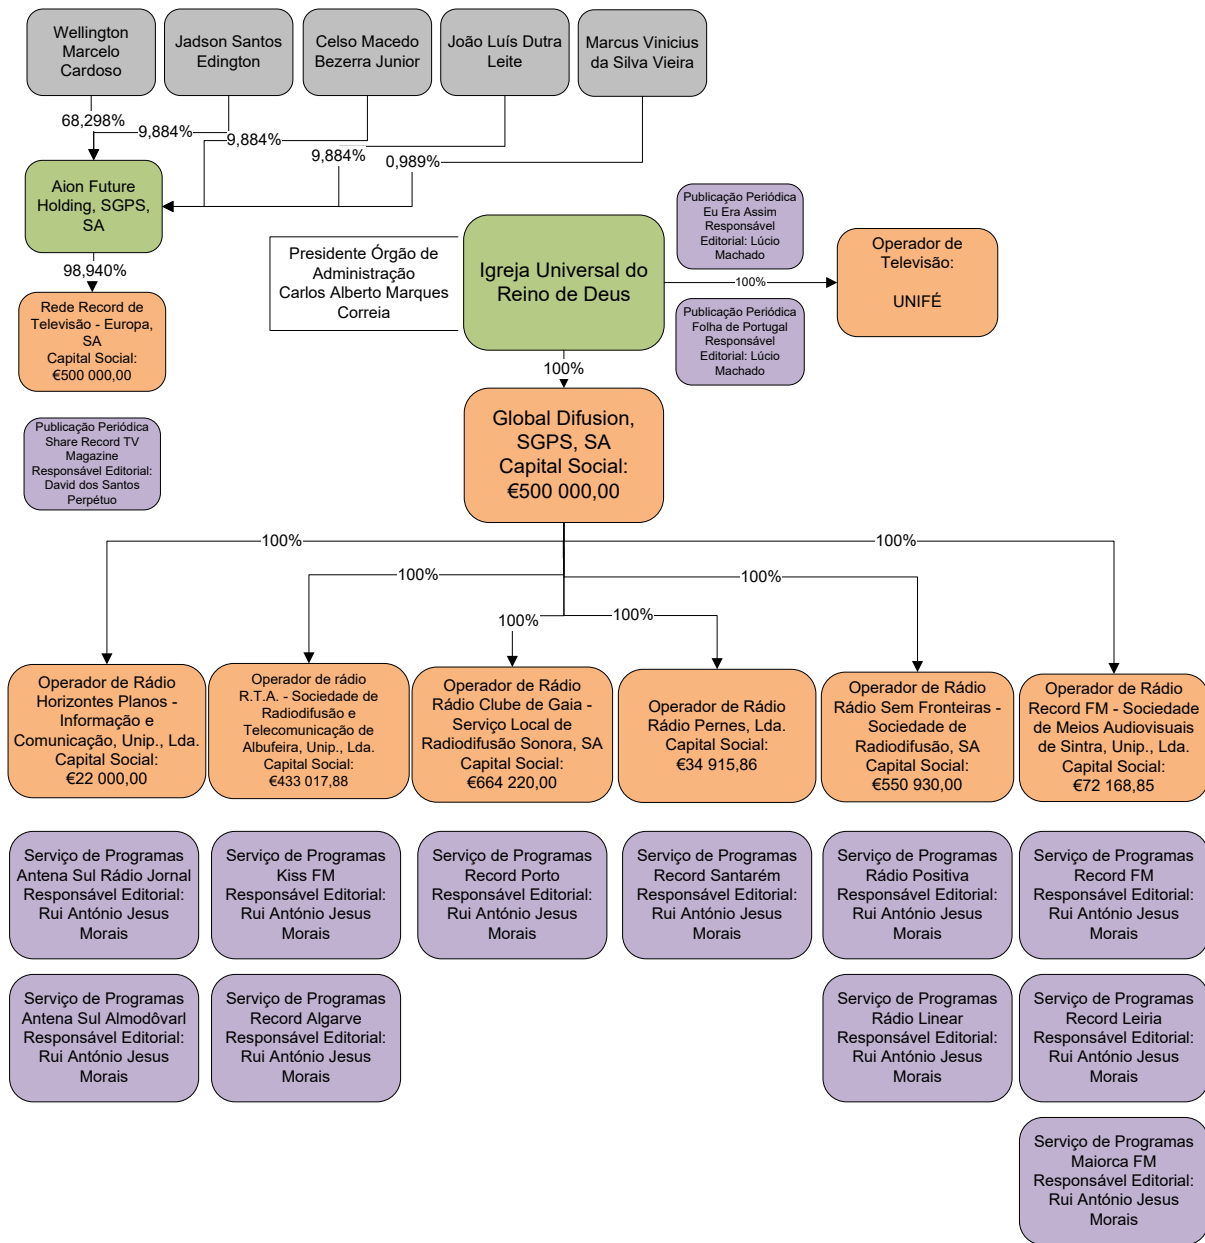 Wellington
Marcelo
Cardoso
Jadson Santos
Edington
Celso Macedo
Bezerra Junior
João Luís Dutra
Leite
Marcus Vinicius
da Silva Vieira
68,298%
9,884%
9,884%
9,884%
0,989%
Aion Future
Holding, SGPS,
SA
98,940%
Rede Record de
Televisão - Europa,
SA
Capital Social:
€500 000,00
Publicação Periódica
Share Record TV
Magazine
Responsável Editorial:
David dos Santos
Perpétuo
Presidente Órgão de
Administração
Carlos Alberto Marques
Correia
Igreja Universal do
Reino de Deus
Publicação Periódica
Eu Era Assim
Responsável
Editorial: Lúcio
Machado
100%
Publicação Periódica
Folha de Portugal
Responsável
Editorial: Lúcio
Machado
Operador de
Televisão:
UNIFÉ
100%
Global Difusion,
SGPS, SA
Capital Social:
€500 000,00
100%
100%
100%
100%
100%
100%
Operador de Rádio
Horizontes Planos -
Informação e
Comunicação, Unip., Lda.
Capital Social:
€22 000,00
Operador de rádio
R.T.A. - Sociedade de
Radiodifusão e
Telecomunicação de
Albufeira, Unip., Lda.
Capital Social:
€433 017,88
Operador de Rádio
Rádio Clube de Gaia -
Serviço Local de
Radiodifusão Sonora, SA
Capital Social:
€664 220,00
Operador de Rádio
Rádio Pernes, Lda.
Capital Social:
€34 915,86
Operador de Rádio
Rádio Sem Fronteiras -
Sociedade de
Radiodifusão, SA
Capital Social:
€550 930,00
Operador de Rádio
Record FM - Sociedade
de Meios Audiovisuais
de Sintra, Unip., Lda.
Capital Social:
€72 168,85
Serviço de Programas
Antena Sul Rádio Jornal
Responsável Editorial:
Rui António Jesus
Morais
Serviço de Programas
Kiss FM
Responsável Editorial:
Rui António Jesus
Morais
Serviço de Programas
Record Porto
Responsável Editorial:
Rui António Jesus
Morais
Serviço de Programas
Record Santarém
Responsável Editorial:
Rui António Jesus
Morais
Serviço de Programas
Rádio Positiva
Responsável Editorial:
Rui António Jesus
Morais
Serviço de Programas
Record FM
Responsável Editorial:
Rui António Jesus
Morais
Serviço de Programas
Antena Sul Almodôvarl
Responsável Editorial:
Rui António Jesus
Morais
Serviço de Programas
Record Algarve
Responsável Editorial:
Rui António Jesus
Morais
Serviço de Programas
Rádio Linear
Responsável Editorial:
Rui António Jesus
Morais
Serviço de Programas
Record Leiria
Responsável Editorial:
Rui António Jesus
Morais
Serviço de Programas
Maiorca FM
Responsável Editorial:
Rui António Jesus
Morais